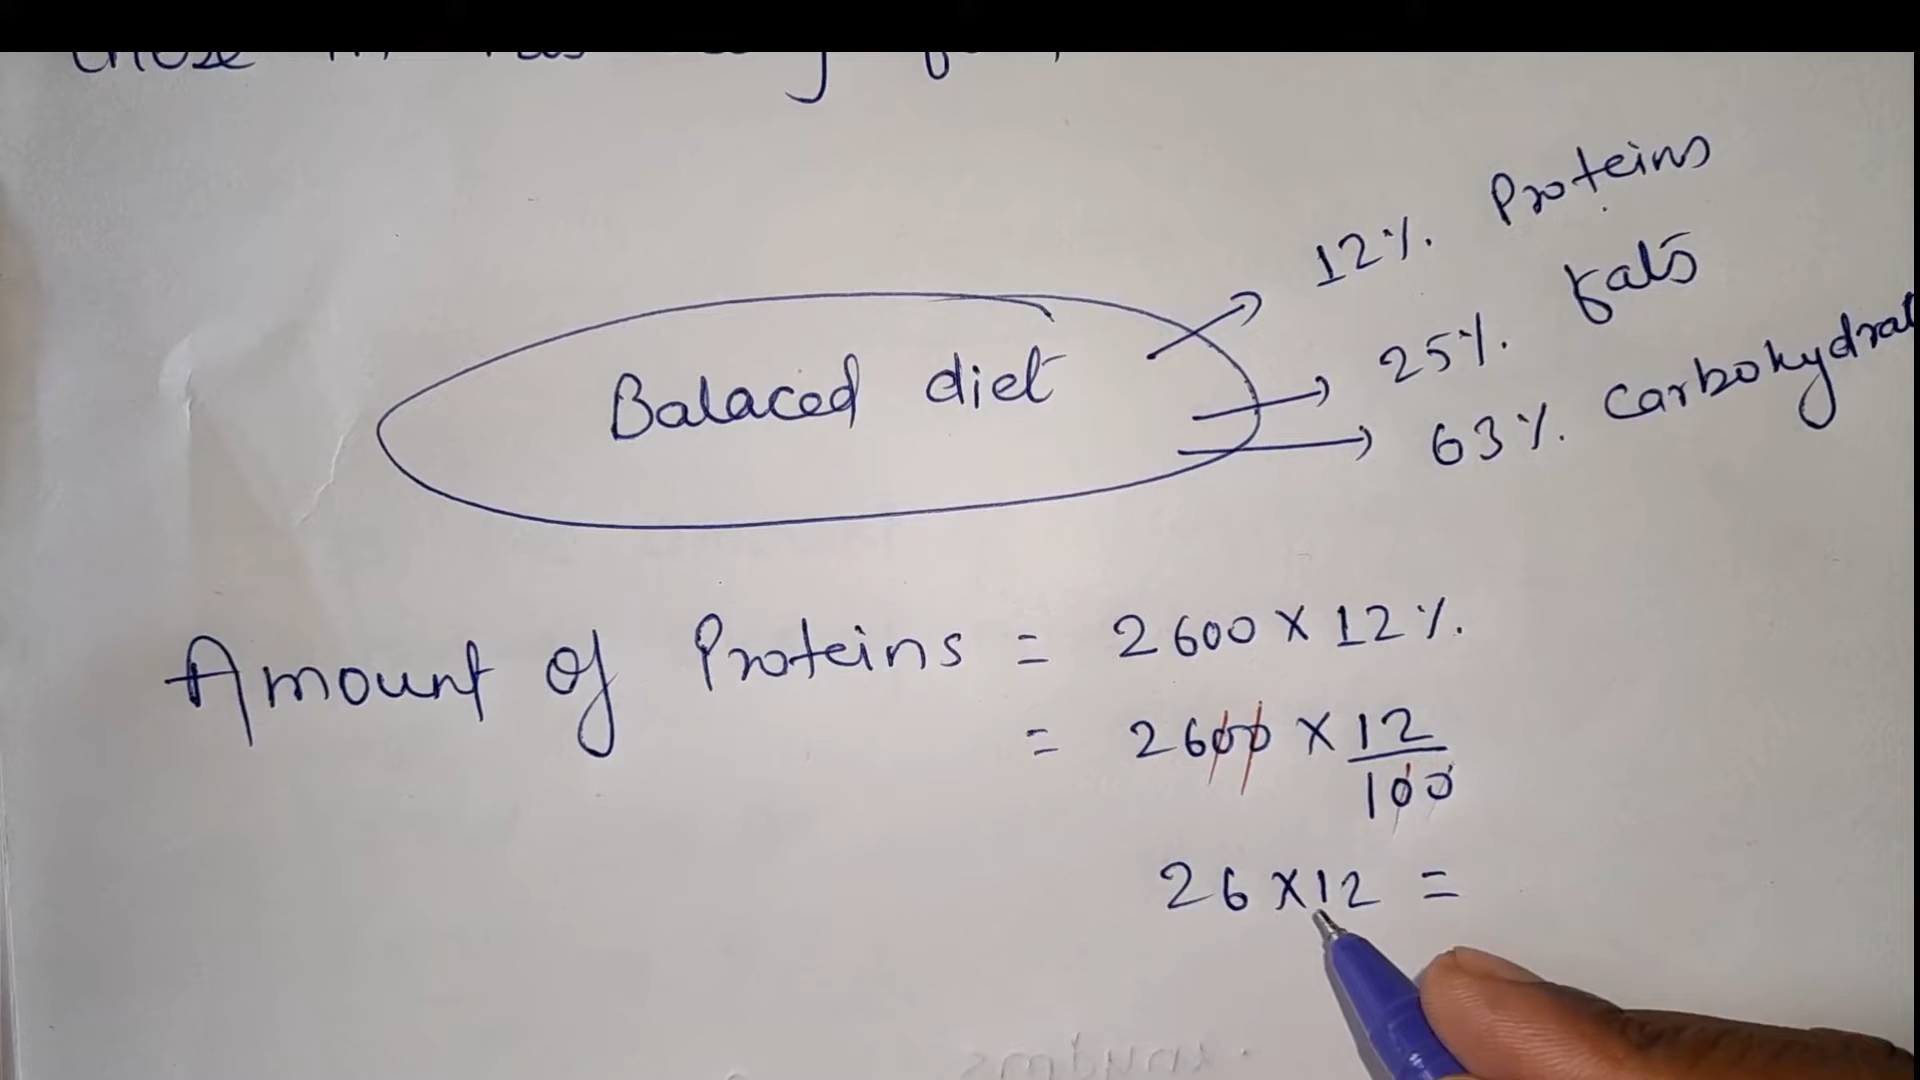 12%. Proteins
25%. fats
Balaced diet
63%. Carbohydrat
Amount of Proteins = 2600 × 12%.
= 2600 × 12/100
26 × 12 =